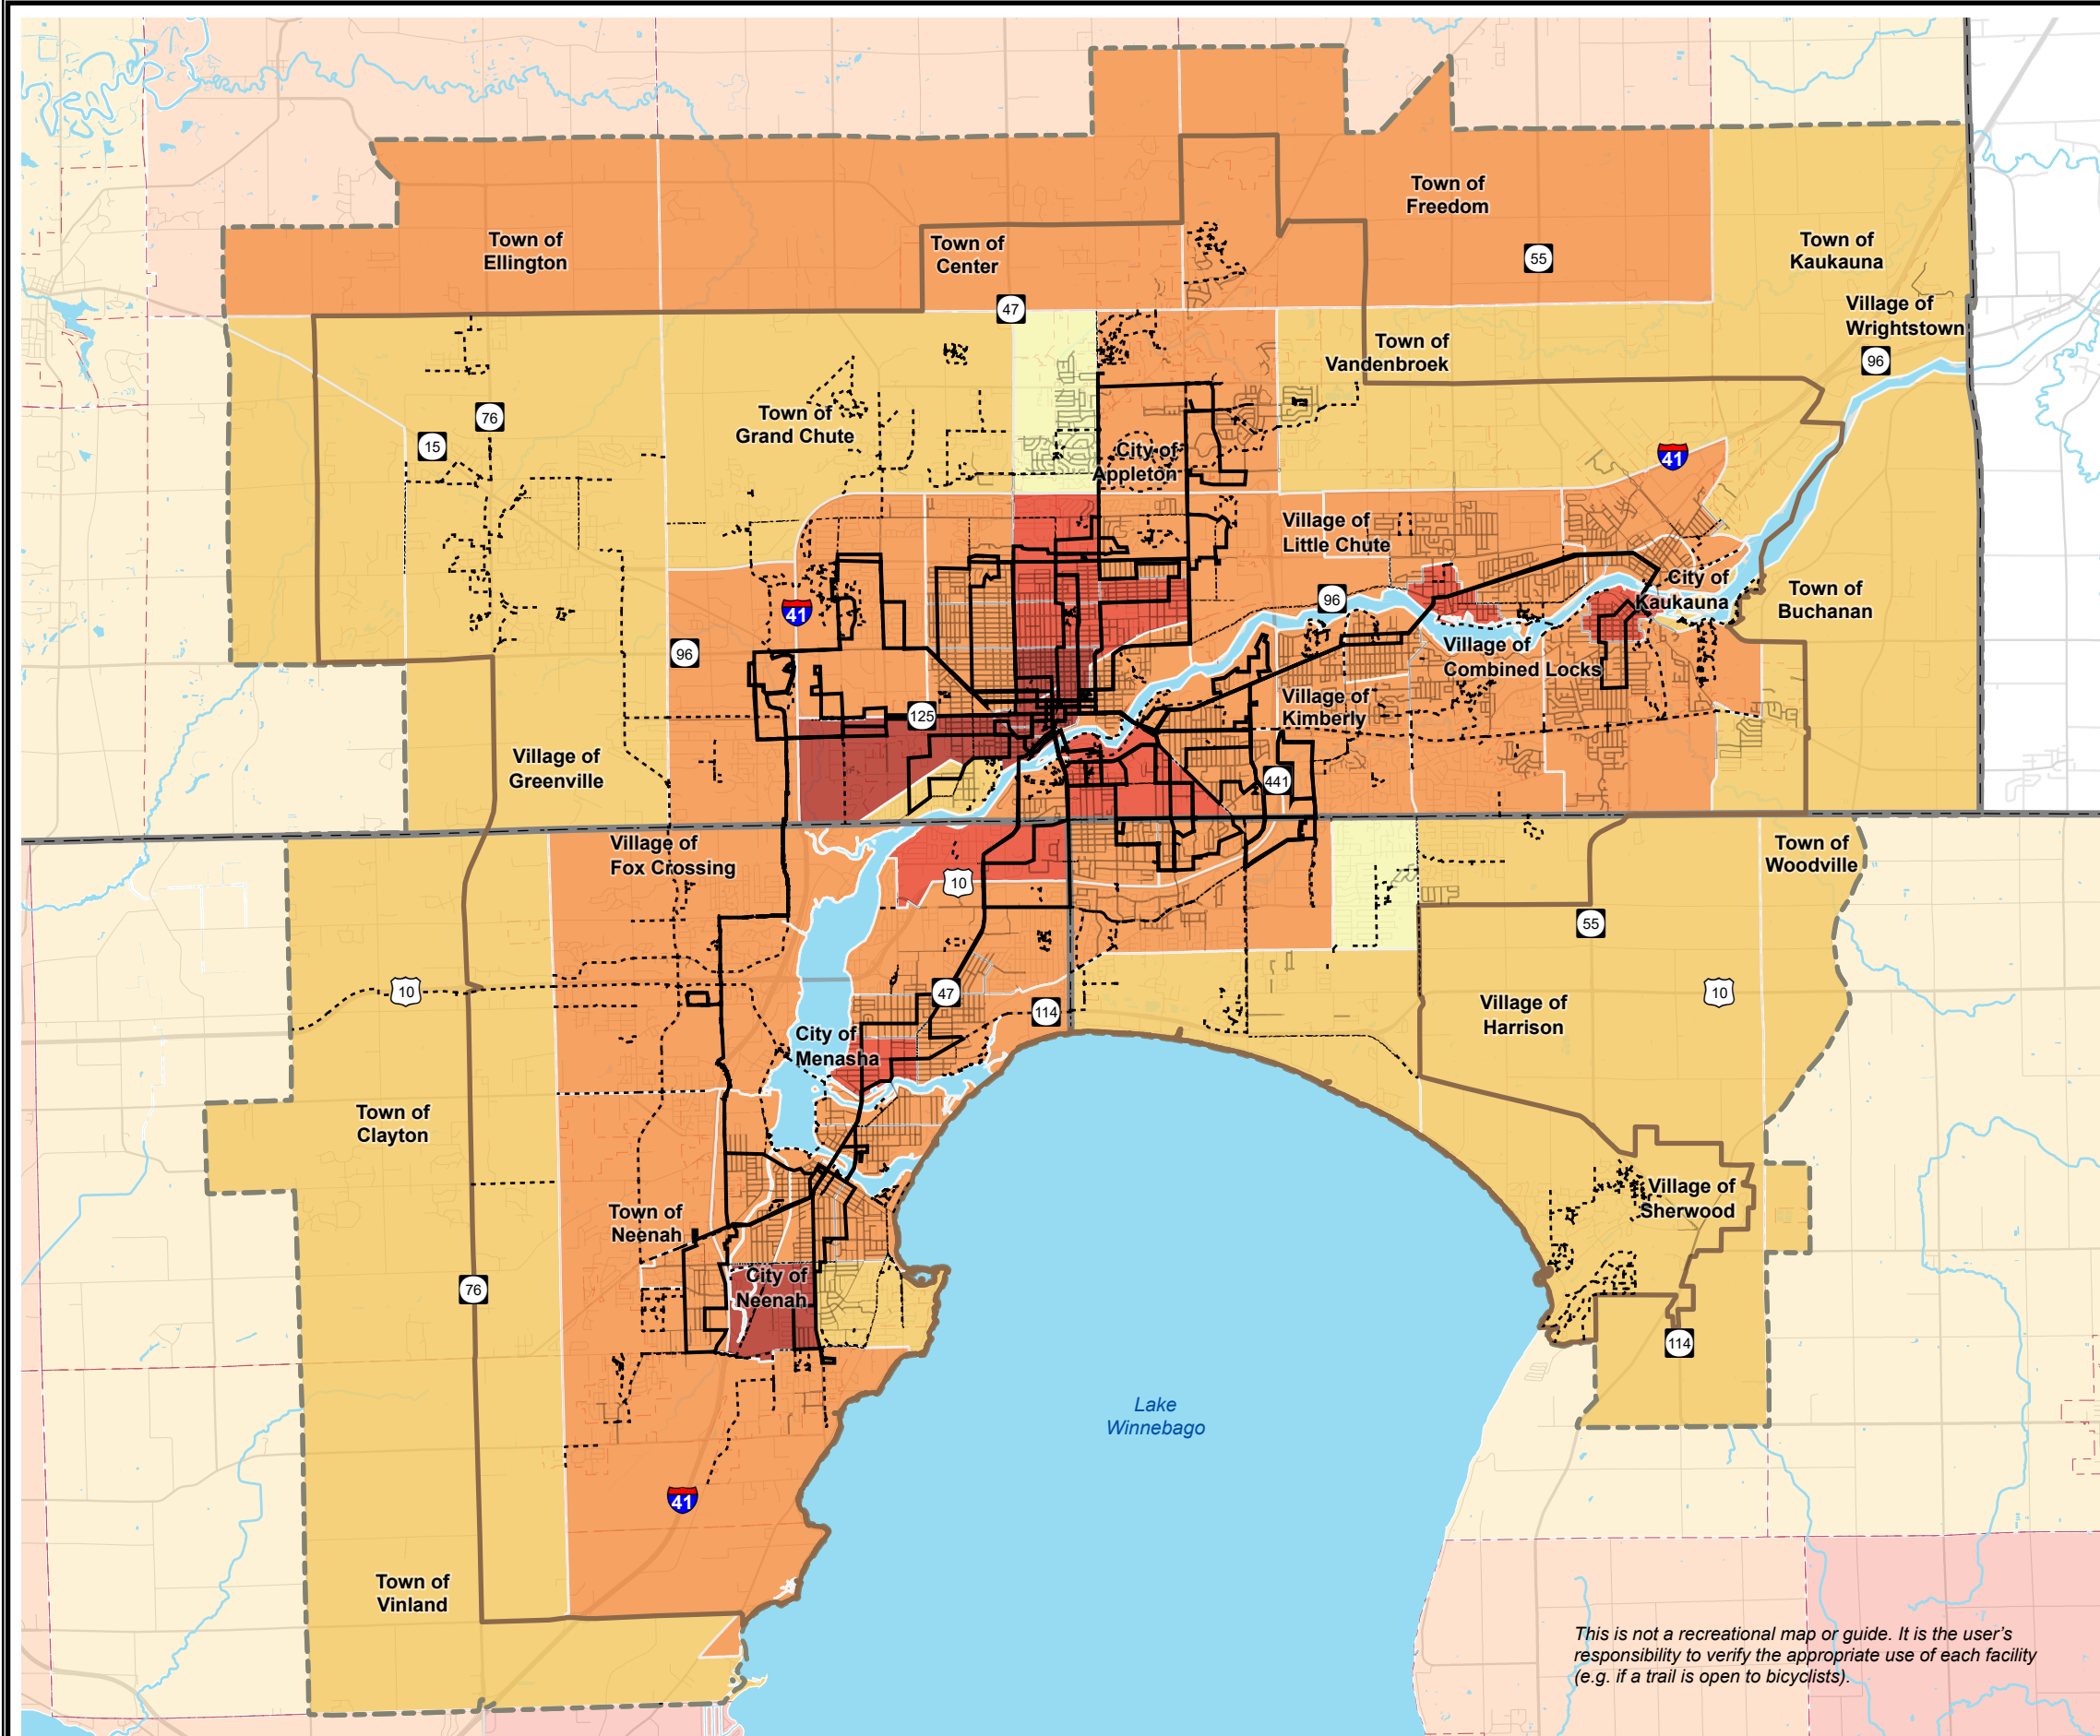 Town of
Freedom
Town of
Ellington
Town of
Center
55
Town of
Kaukauna
47
Village of
Wrightstown
Town of
Vandenbroek
96
76
Town of
Grand Chute
15
City of
Appleton
41
Village of
Little Chute
City of
Kaukauna
41
96
Town of
Buchanan
96
Village of
Combined Locks
Village of
Kimberly
125
Village of
Greenville
441
Village of
Fox Crossing
Town of
Woodville
10
55
10
47
10
Village of
Harrison
114
City of
Menasha
Town of
Clayton
Village of
Sherwood
Town of
Neenah
City of
Neenah
76
114
Lake
Winnebago
41
Town of
Vinland
This is not a recreational map or guide. It is the user's
responsibility to verify the appropriate use of each facility
(e.g. if a trail is open to bicyclists).